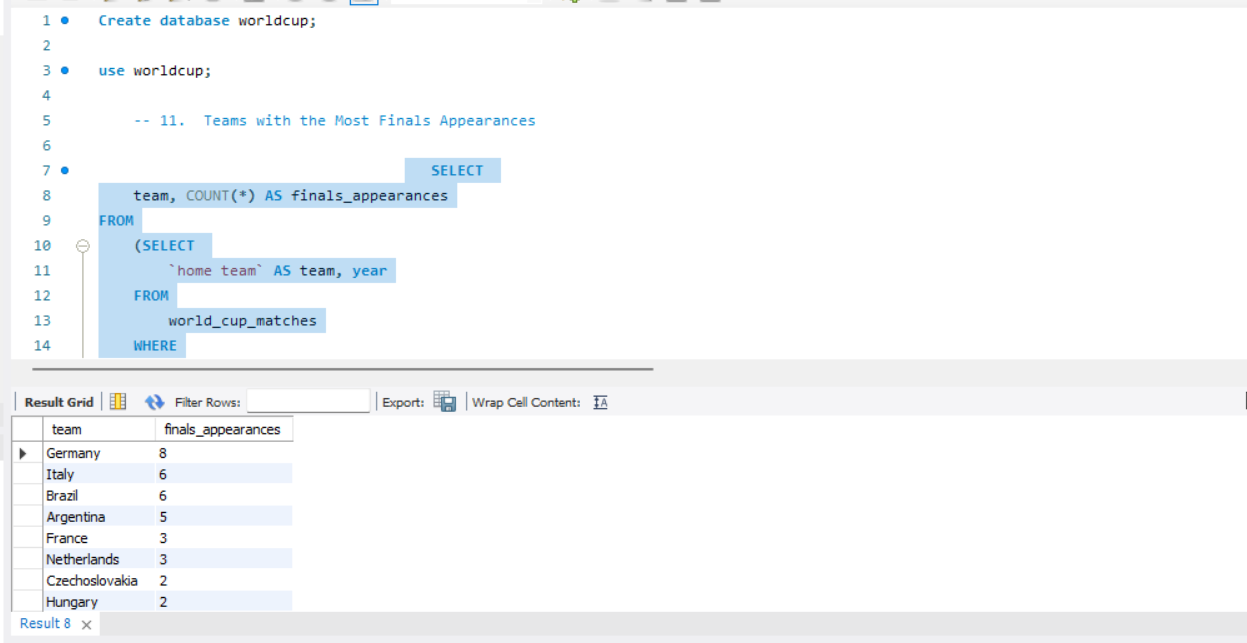 1 Create database worldcup;
2
3 use worldcup;
4
5 -- 11. Teams with the Most Finals Appearances
6
7 SELECT
8 team, COUNT(*) AS finals_appearances
9 FROM
10 (SELECT
11 `home team` AS team, year
12 FROM
13 world_cup_matches
14 WHERE
Result Grid Filter Rows: Export: Wrap Cell Content: IA
team finals_appearances
Germany 8
Italy 6
Brazil 6
Argentina 5
France 3
Netherlands 3
Czechoslovakia 2
Hungary 2
Result 8 ×